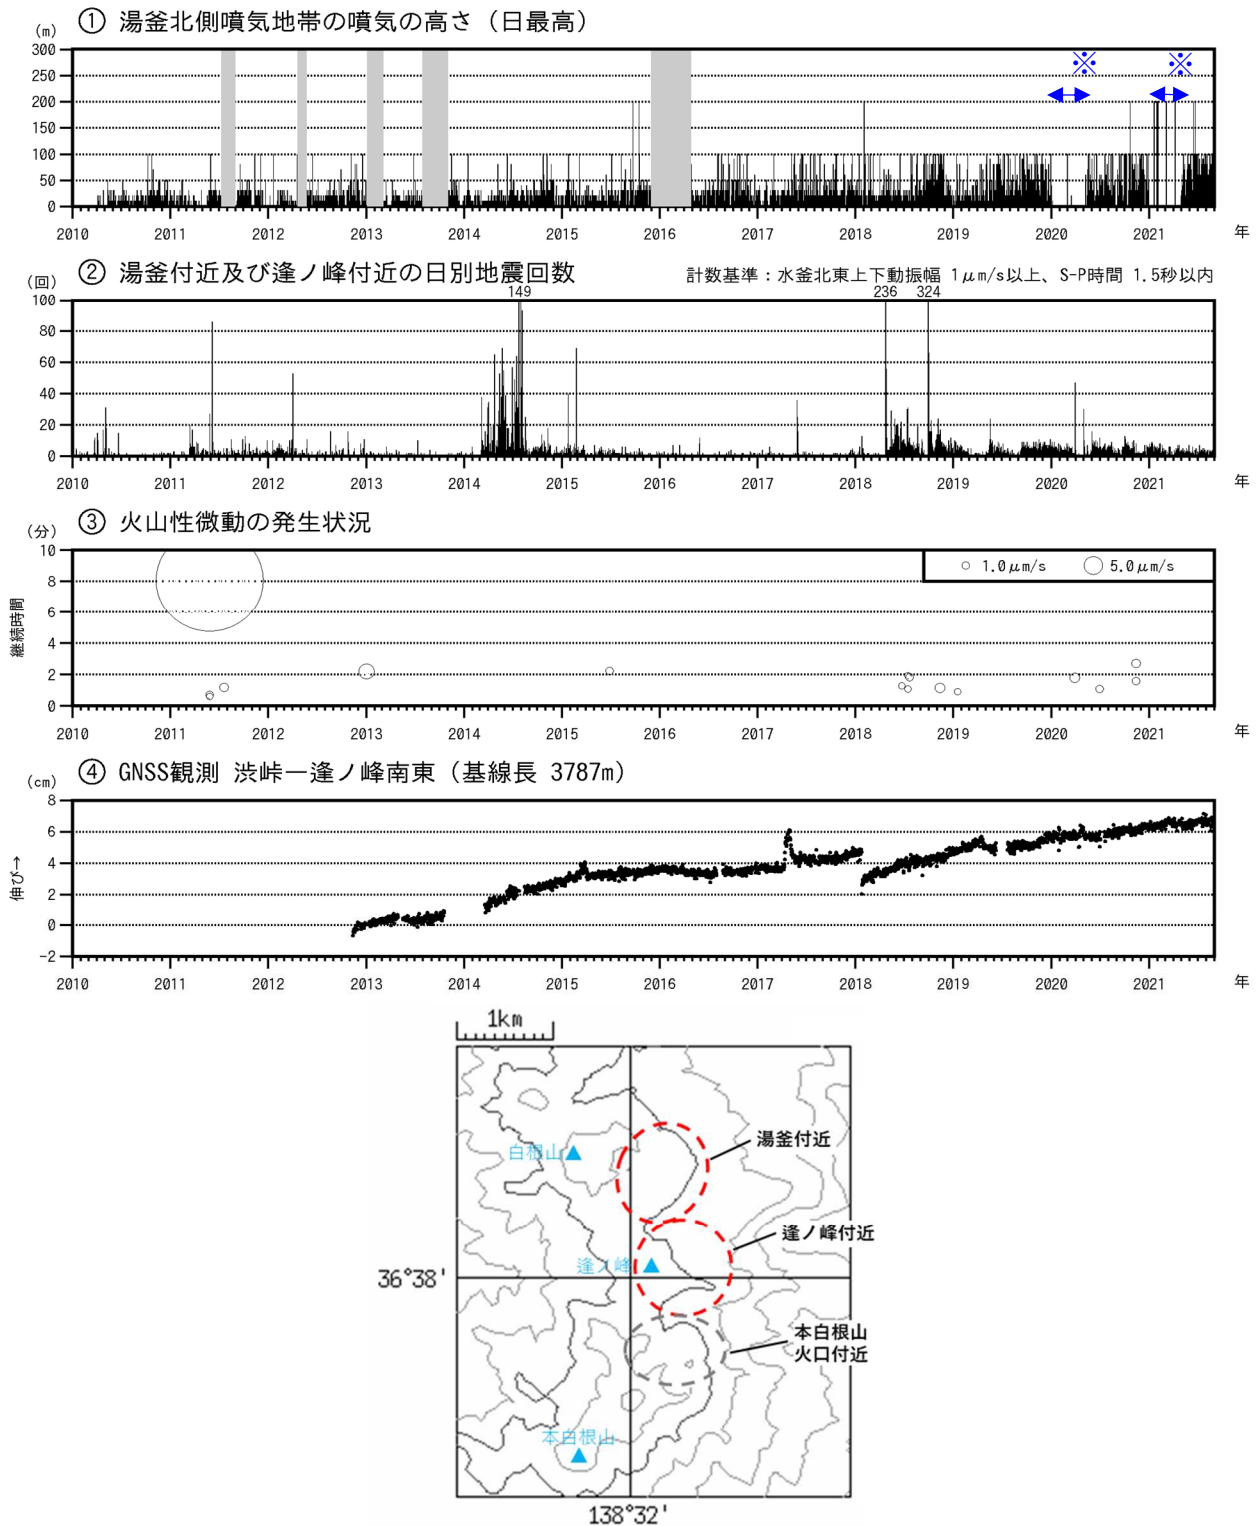 ① 湯釜北側噴気地帯の噴気の高さ（日最高）
(m)
300
250
200
150
100
50
0
※ ※
2010 2011 2012 2013 2014 2015 2016 2017 2018 2019 2020 2021 年
② 湯釜付近及び逢ノ峰付近の日別地震回数
計数基準：水釜北東上下動振幅 1μm/s以上、S-P時間 1.5秒以内
(回)
149 236 324
100
80
60
40
20
0
2010 2011 2012 2013 2014 2015 2016 2017 2018 2019 2020 2021 年
③ 火山性微動の発生状況
(分)
継続時間
1.0μm/s 5.0μm/s
10
8
6
4
2
0
2010 2011 2012 2013 2014 2015 2016 2017 2018 2019 2020 2021 年
④ GNSS観測 渋峠ー逢ノ峰南東（基線長 3787m）
(cm)
伸び→
8
6
4
2
0
-2
2010 2011 2012 2013 2014 2015 2016 2017 2018 2019 2020 2021 年
1km
湯釜付近
白根山
逢ノ峰付近
逢ノ峰
36°38'
本白根山
火口付近
本白根山
138°32'